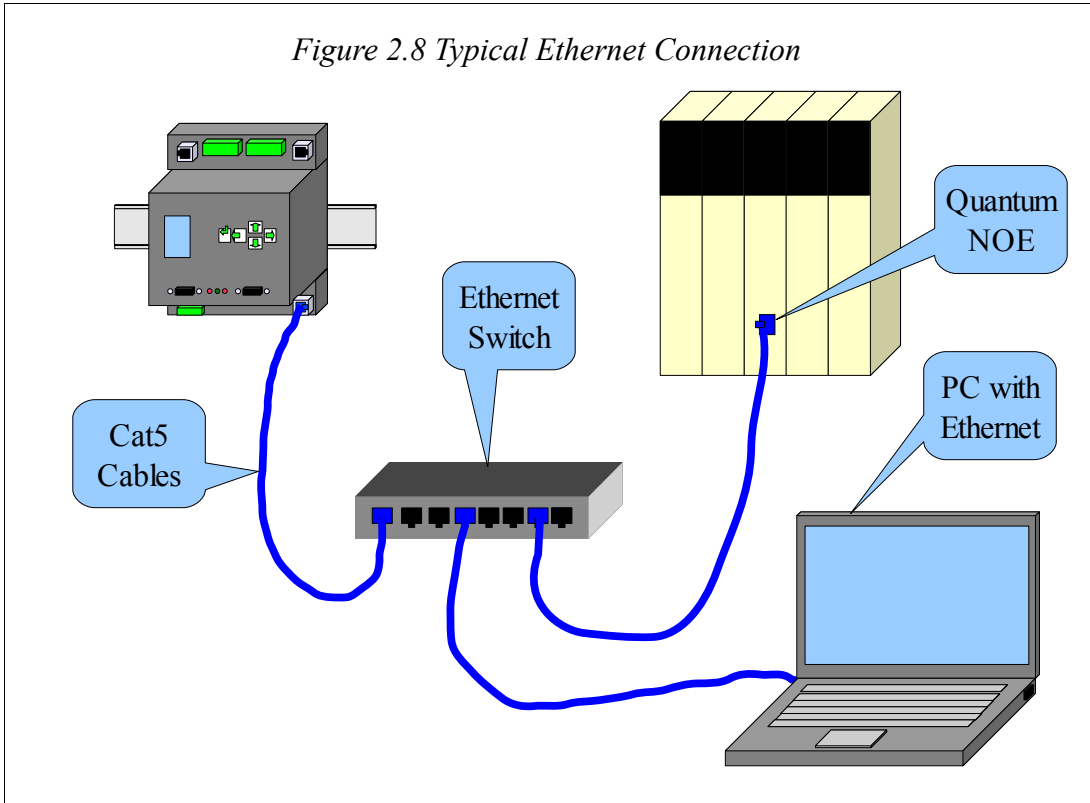 Figure 2.8 Typical Ethernet Connection
Quantum
NOE
Ethernet
Switch
PC with
Ethernet
Cat5
Cables